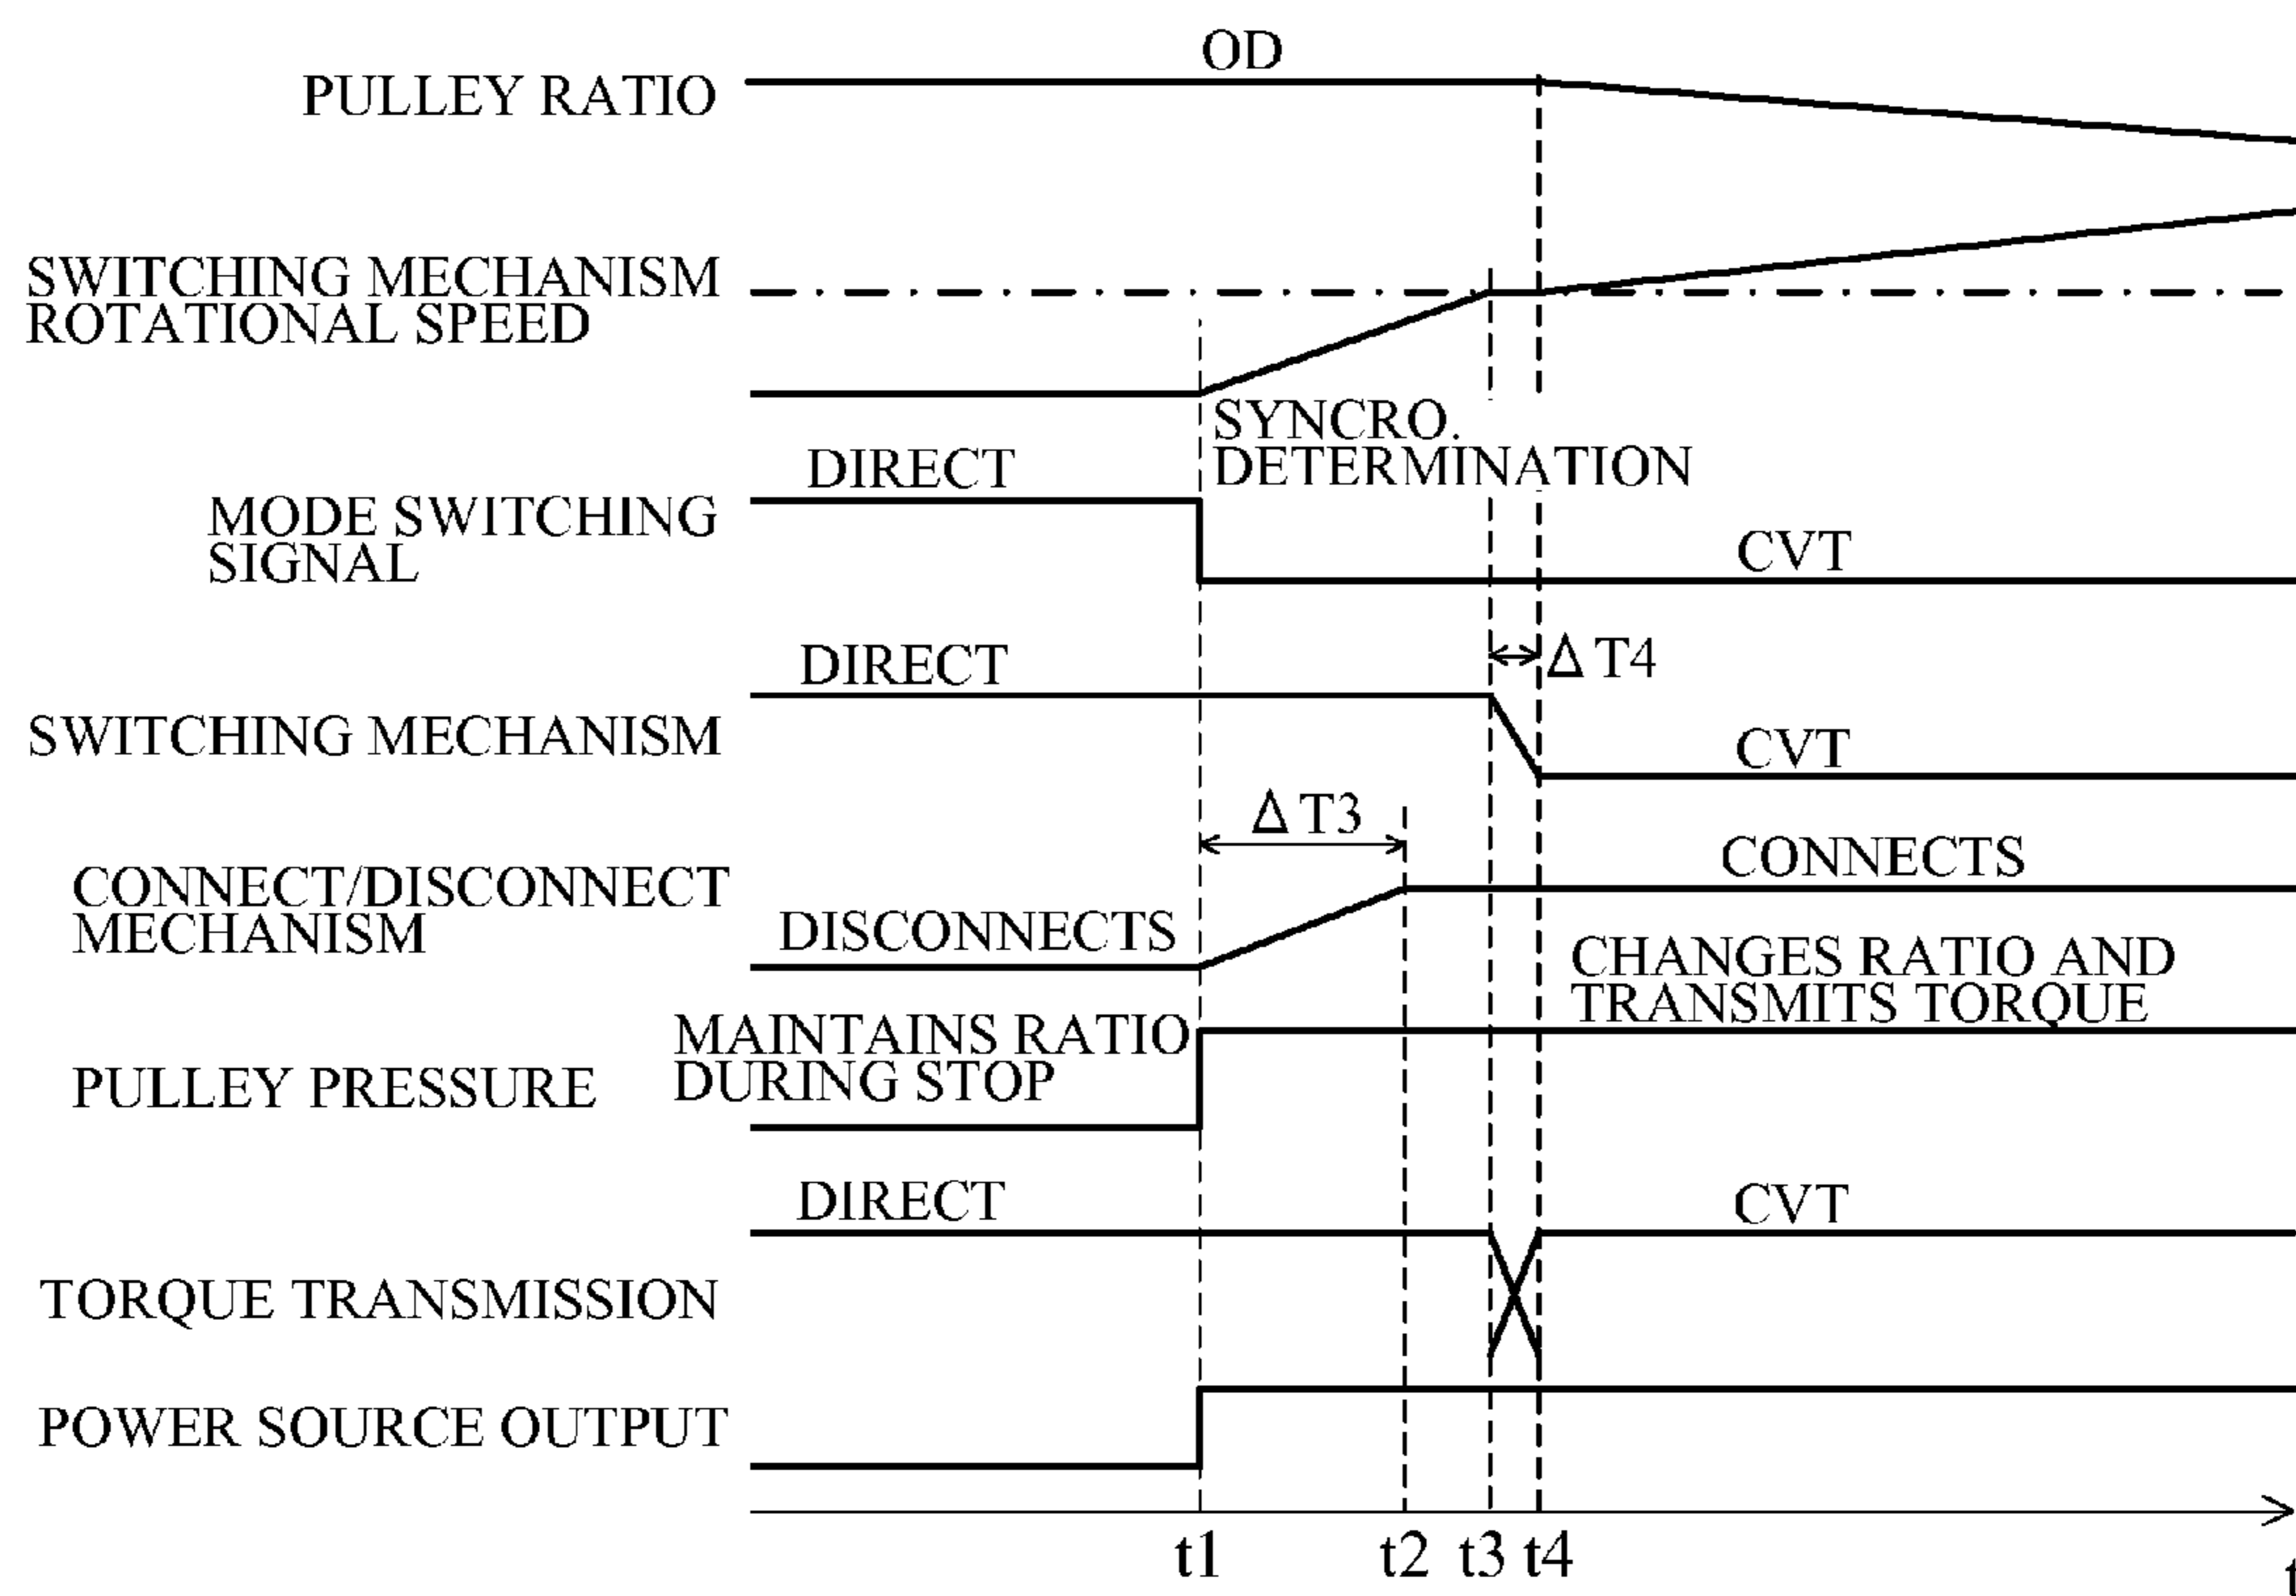 OD
PULLEY RATIO
SWITCHING MECHANISM
ROTATIONAL SPEED
SYNCRO.
DETERMINATION
DIRECT
MODE SWITCHING
SIGNAL
CVT
DIRECT
Δ T4
SWITCHING MECHANISM
CVT
Δ T3
CONNECTS
CONNECT/DISCONNECT
MECHANISM
DISCONNECTS
CHANGES RATIO AND
TRANSMITS TORQUE
MAINTAINS RATIO
DURING STOP
PULLEY PRESSURE
DIRECT
CVT
TORQUE TRANSMISSION
POWER SOURCE OUTPUT
t1 t2 t3 t4